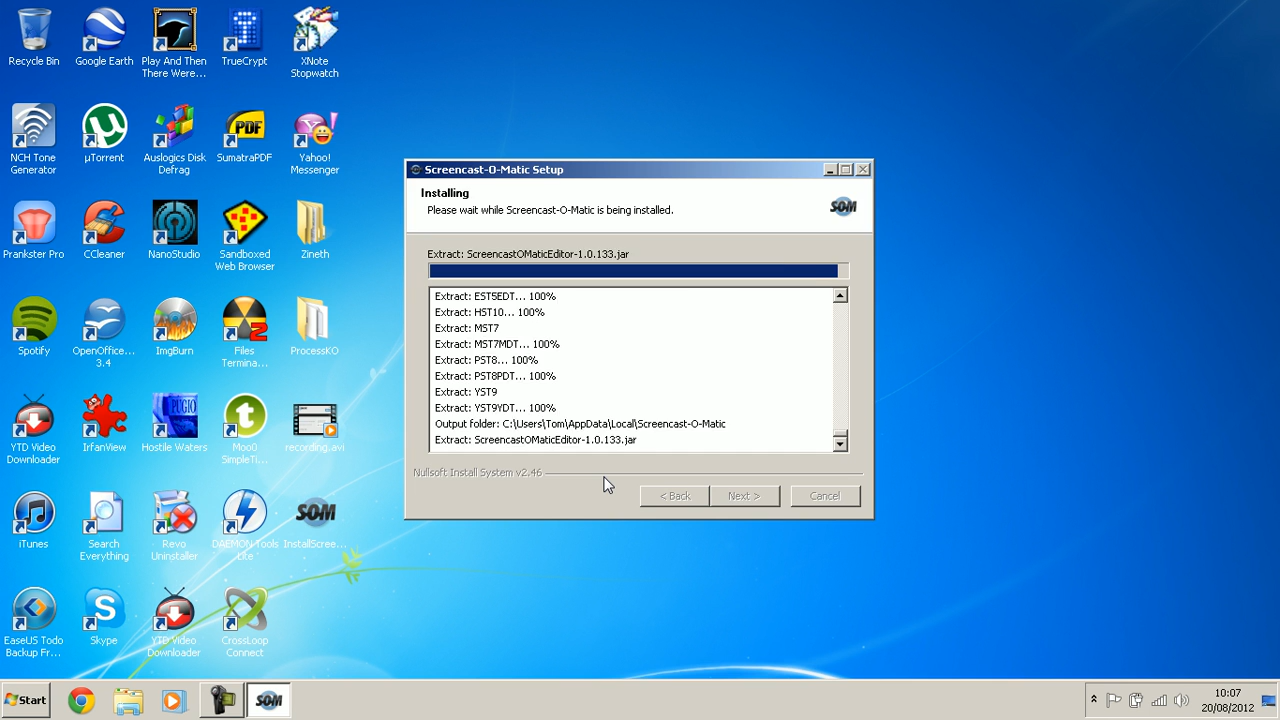 Recycle Bin
Google Earth
Play And Then
There Were...
TrueCrypt
XNote
Stopwatch
NCH Tone
Generator
µTorrent
Auslogics Disk
Defrag
PDF
SumatraPDF
Yahoo!
Messenger
Prankster Pro
CCleaner
NanoStudio
Sandboxed
Web Browser
Zineth
Spotify
OpenOffice...
3.4
ImgBurn
2
Files
Termina...
ProcessKO
YTD Video
Downloader
IrfanView
PUGIO
Hostile Waters
t
Moo0
SimpleTi...
recording.avi
iTunes
Search
Everything
Revo
Uninstaller
DAEMON Tools
Lite
SOM
InstallScree...
EaseUS Todo
Backup Fr...
Skype
YTD Video
Downloader
CrossLoop
Connect
Screencast-O-Matic Setup
Installing
Please wait while Screencast-O-Matic is being installed.
SOM
Extract: ScreencastOMaticEditor-1.0.133.jar
Extract: EST5EDT... 100%
Extract: HST10... 100%
Extract: MST7
Extract: MST7MDT... 100%
Extract: PST8... 100%
Extract: PST8PDT... 100%
Extract: YST9
Extract: YST9YDT... 100%
Output folder: C:\Users\Tom\AppData\Local\Screencast-O-Matic
Extract: ScreencastOMaticEditor-1.0.133.jar
Nullsoft Install System v2.46
< Back
Next >
Cancel
Start
SOM
10:07
20/08/2012